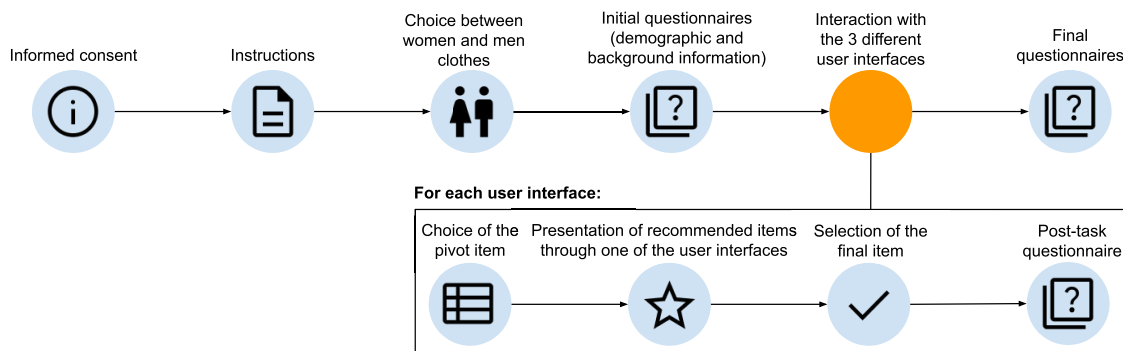 Informed consent
Instructions
Choice between
women and men
clothes
Initial questionnaires
(demographic and
background information)
Interaction with
the 3 different
user interfaces
Final
questionnaires
i
?
?
For each user interface:
Choice of the
pivot item
Presentation of recommended items
through one of the user interfaces
Selection of the
final item
Post-task
questionnaire
?